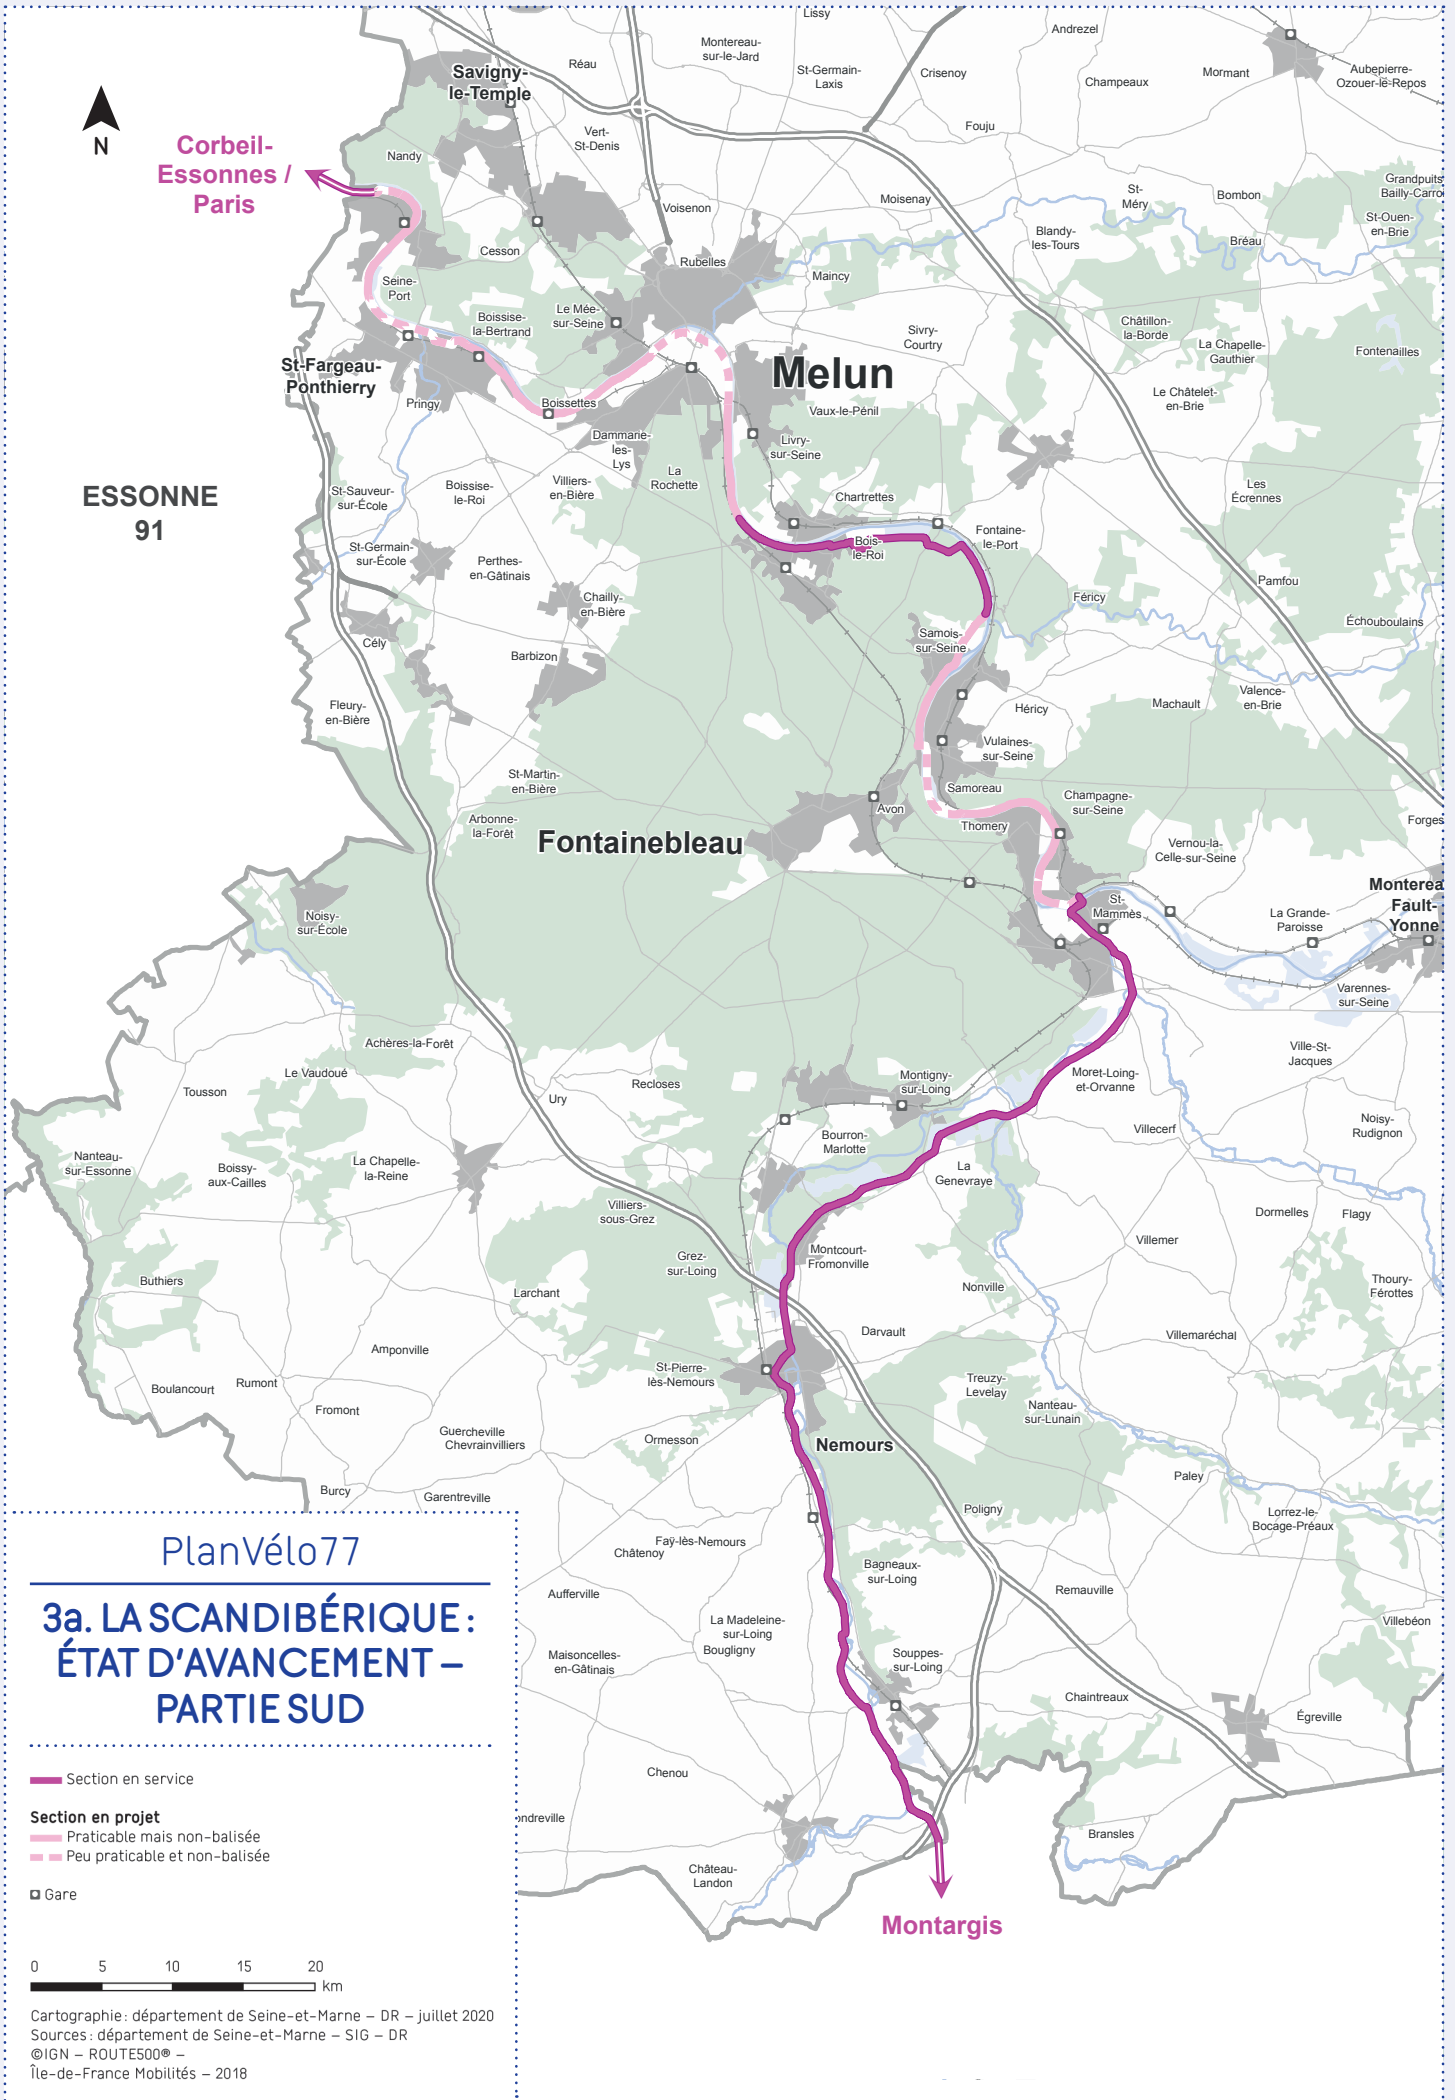 Lissy
Andrezel
Montereau-
sur-le-Jard
Réau
Savigny-
le-Temple
St-Germain-
Laxis
Crisenoy
Champeaux
Mormant
Aubepierre-
Ozouer-le-Repos
N
Vert-
St-Denis
Fouju
Corbeil-
Essonnes /
Paris
Nandy
Grandpuits
Bailly-Carro
St-
Méry
Bombon
Moisenay
Voisenon
St-Ouen-
en-Brie
Blandy-
les-Tours
Bréau
Cesson
Rubelles
Maincy
Seine-
Port
Le Mée-
sur-Seine
Boissise-
la-Bertrand
Châtillon-
la-Borde
Sivry-
Courtry
La Chapelle-
Gauthier
Fontenailles
St-Fargeau-
Ponthierry
Melun
Le Châtelet-
en-Brie
Pringy
Boissettes
Vaux-le-Pénil
Dammarie-
les-
Lys
Livry-
sur-Seine
La
Rochette
ESSONNE
91
St-Sauveur-
sur-École
Boissise-
le-Roi
Villiers-
en-Bière
Chartrettes
Les
Écrennes
Fontaine-
le-Port
Bois-
le-Roi
St-Germain-
sur-École
Perthes-
en-Gâtinais
Pamfou
Chailly-
en-Bière
Féricy
Échouboulains
Cély
Samois-
sur-Seine
Barbizon
Fleury-
en-Bière
Héricy
Machault
Valence-
en-Brie
Vulaines-
sur-Seine
St-Martin-
en-Bière
Samoreau
Champagne-
sur-Seine
Avon
Arbonne-
la-Forêt
Thomery
Forges
Fontainebleau
Vernou-la-
Celle-sur-Seine
Monterea
Fault-
Yonne
St-
Mammès
La Grande-
Paroisse
Noisy-
sur-École
Varennes-
sur-Seine
Achères-la-Forêt
Ville-St-
Jacques
Le Vaudoué
Tousson
Recloses
Montigny-
sur-Loing
Moret-Loing-
et-Orvanne
Ury
Noisy-
Rudignon
Villecerf
Bourron-
Marlotte
Nanteau-
sur-Essonne
Boissy-
aux-Cailles
La Chapelle-
la-Reine
La
Genevraye
Villiers-
sous-Grez
Dormelles
Flagy
Villemer
Grez-
sur-Loing
Montcourt-
Fromonville
Buthiers
Larchant
Nonville
Thoury-
Férottes
Darvault
Villemaréchal
Amponville
St-Pierre-
lès-Nemours
Boulancourt
Rumont
Treuzy-
Levelay
Fromont
Nanteau-
sur-Lunain
Guercheville
Chevrainvilliers
Ormesson
Nemours
Paley
Burcy
Garentreville
Poligny
Lorrez-le-
Bocage-Préaux
Faÿ-lès-Nemours
Châtenoy
Bagneaux-
sur-Loing
Aufferville
Remauville
La Madeleine-
sur-Loing
Bougligny
Villebéon
Maisoncelles-
en-Gâtinais
Souppes-
sur-Loing
Chaintreaux
Égreville
Chenou
ondreville
Bransles
Château-
Landon
Montargis
PlanVélo77
3a. LA SCANDIBÉRIQUE :
ÉTAT D'AVANCEMENT –
PARTIE SUD
Section en service
Section en projet
Praticable mais non-balisée
Peu praticable et non-balisée
Gare
0 5 10 15 20
km
Cartographie : département de Seine-et-Marne – DR – juillet 2020
Sources : département de Seine-et-Marne – SIG – DR
©IGN – ROUTE500® –
Île-de-France Mobilités – 2018